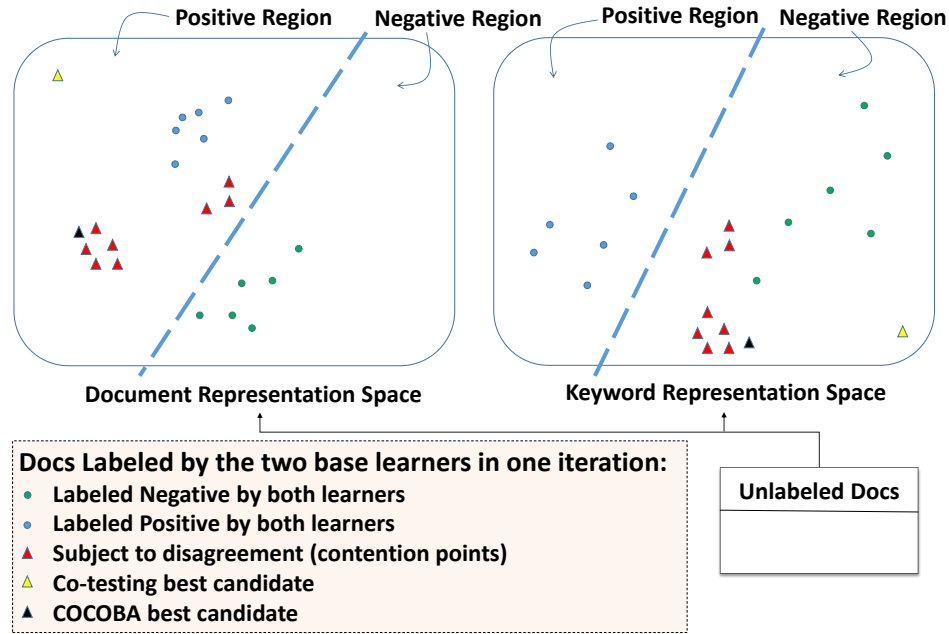 Positive Region
Negative Region
Positive Region
Negative Region
Document Representation Space
Keyword Representation Space
Docs Labeled by the two base learners in one iteration:
Labeled Negative by both learners
Labeled Positive by both learners
Subject to disagreement (contention points)
Co-testing best candidate
COCOBA best candidate
Unlabeled Docs